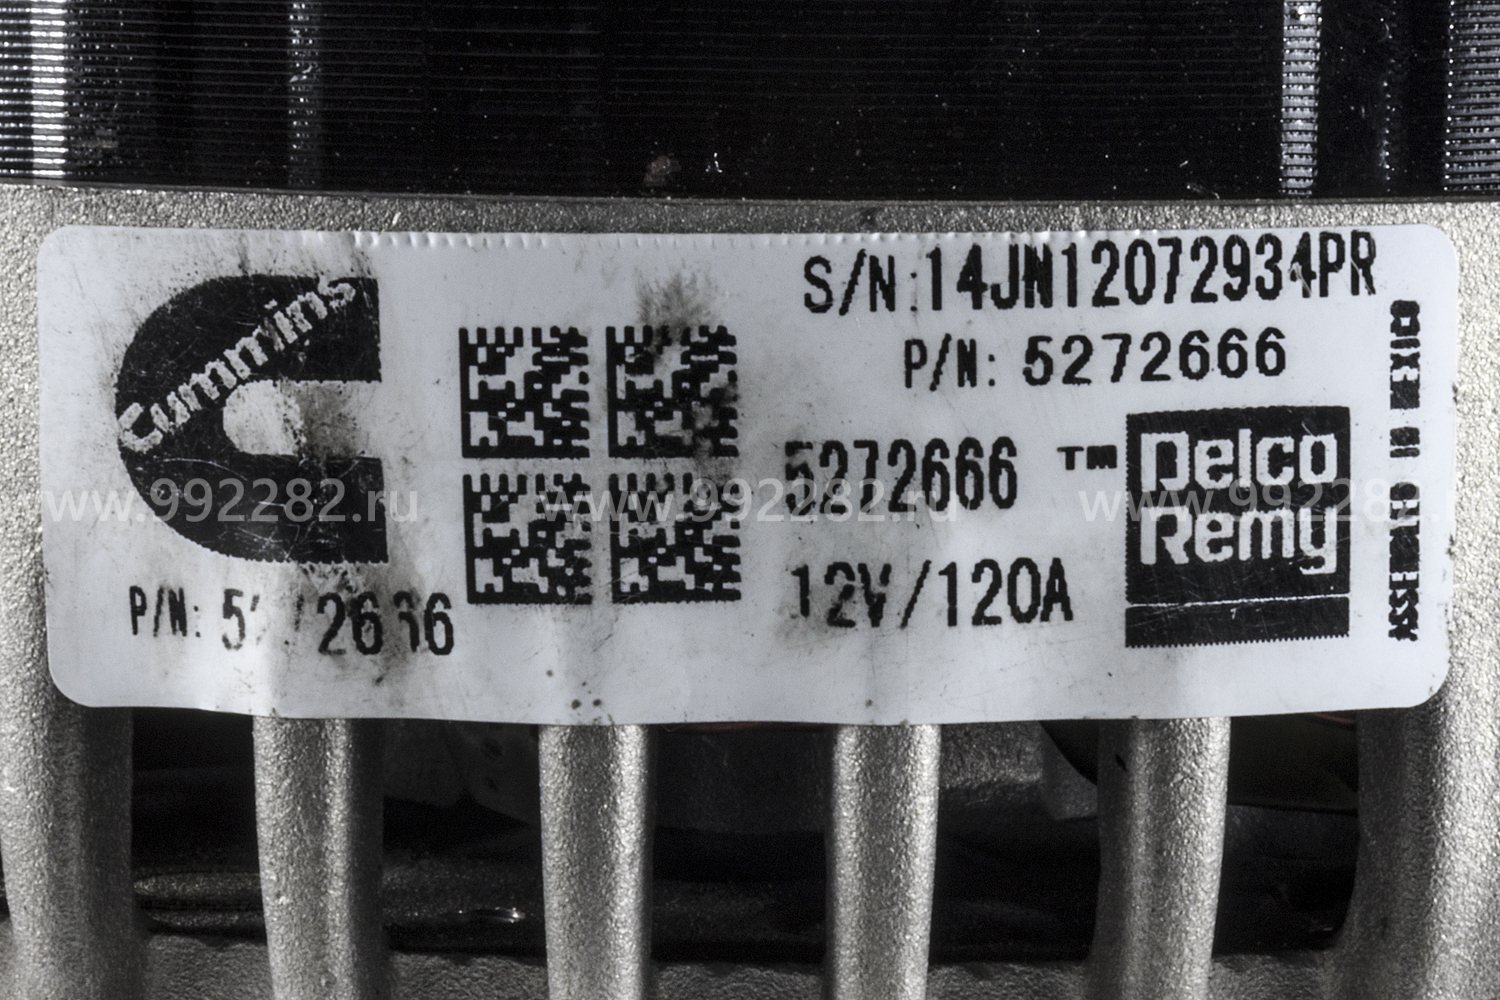 Cummins
P/N: 5272666
S/N:14JN12072934PR
P/N: 5272666
5272666
12V/120A
™
Delco
Remy
ASSEMBLED IN MEXICO
www.992282.ru
www.992282.ru
www.992282.ru